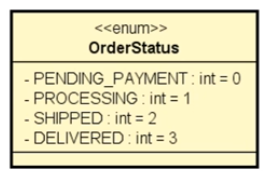 <<enum>>
OrderStatus
- PENDING_PAYMENT : int = 0
- PROCESSING : int = 1
- SHIPPED : int = 2
- DELIVERED : int = 3